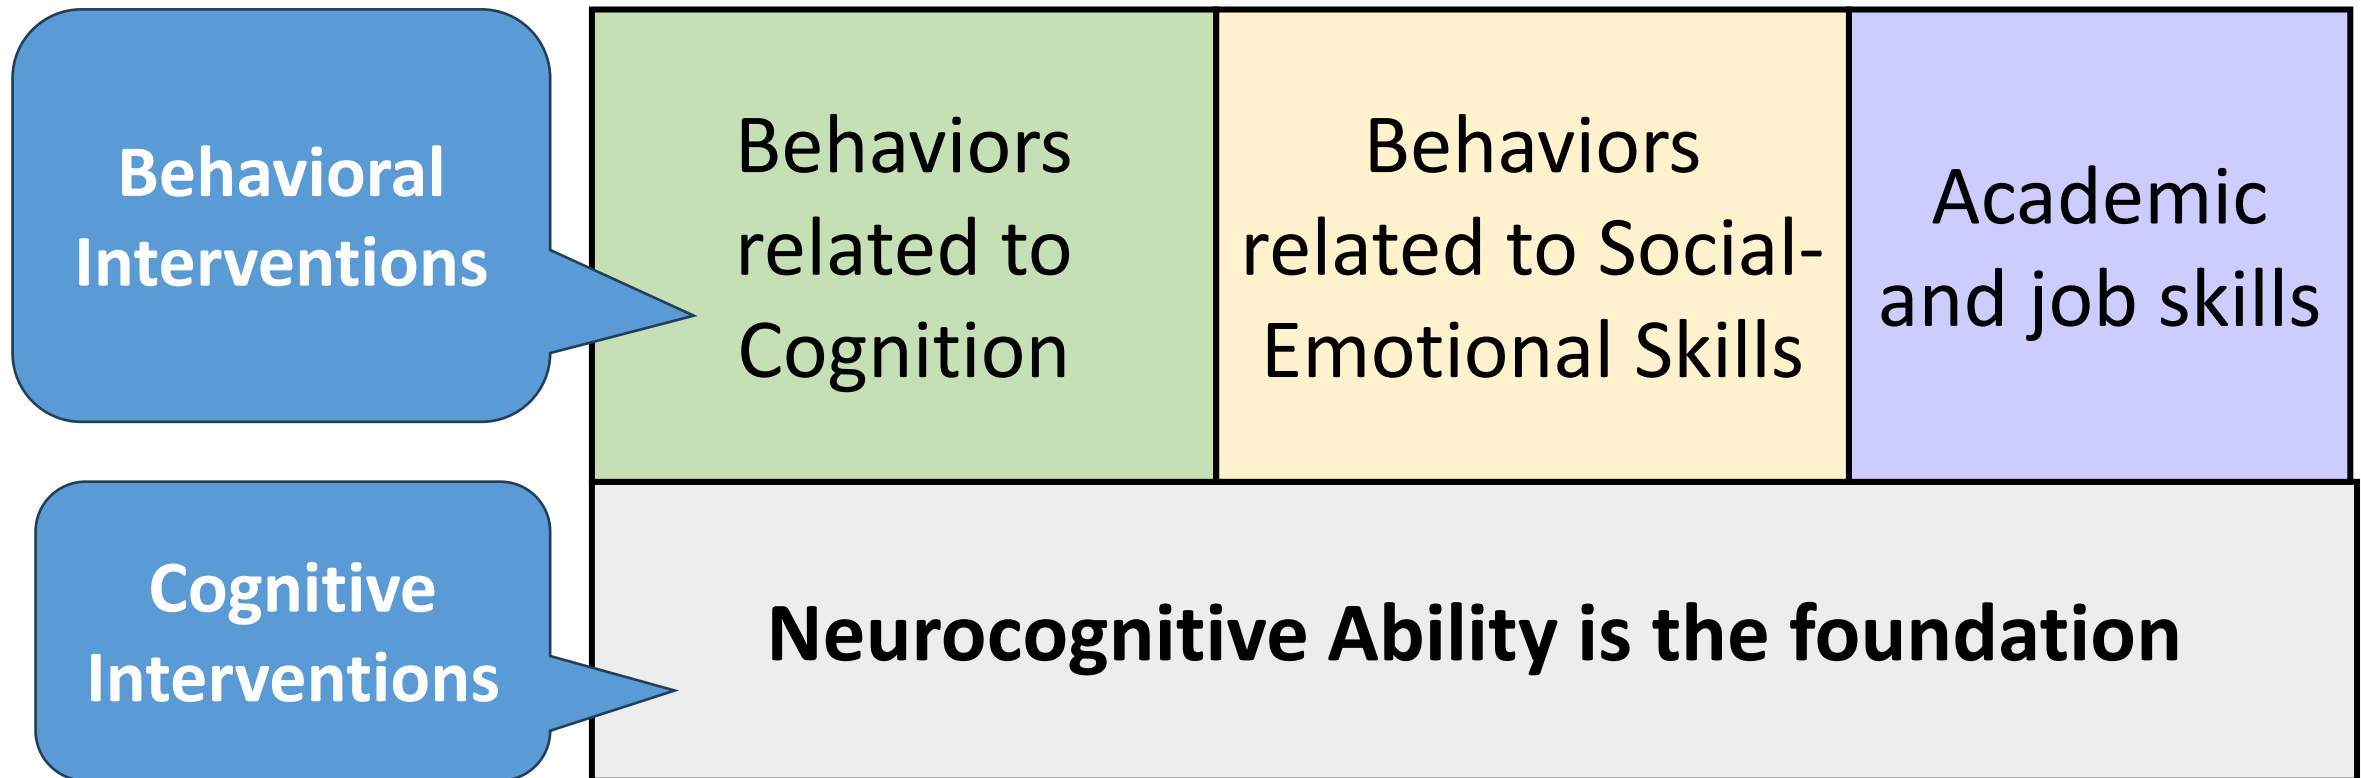 Behavioral
Interventions
Behaviors
related to
Cognition
Behaviors
related to Social-
Emotional Skills
Academic
and job skills
Cognitive
Interventions
Neurocognitive Ability is the foundation